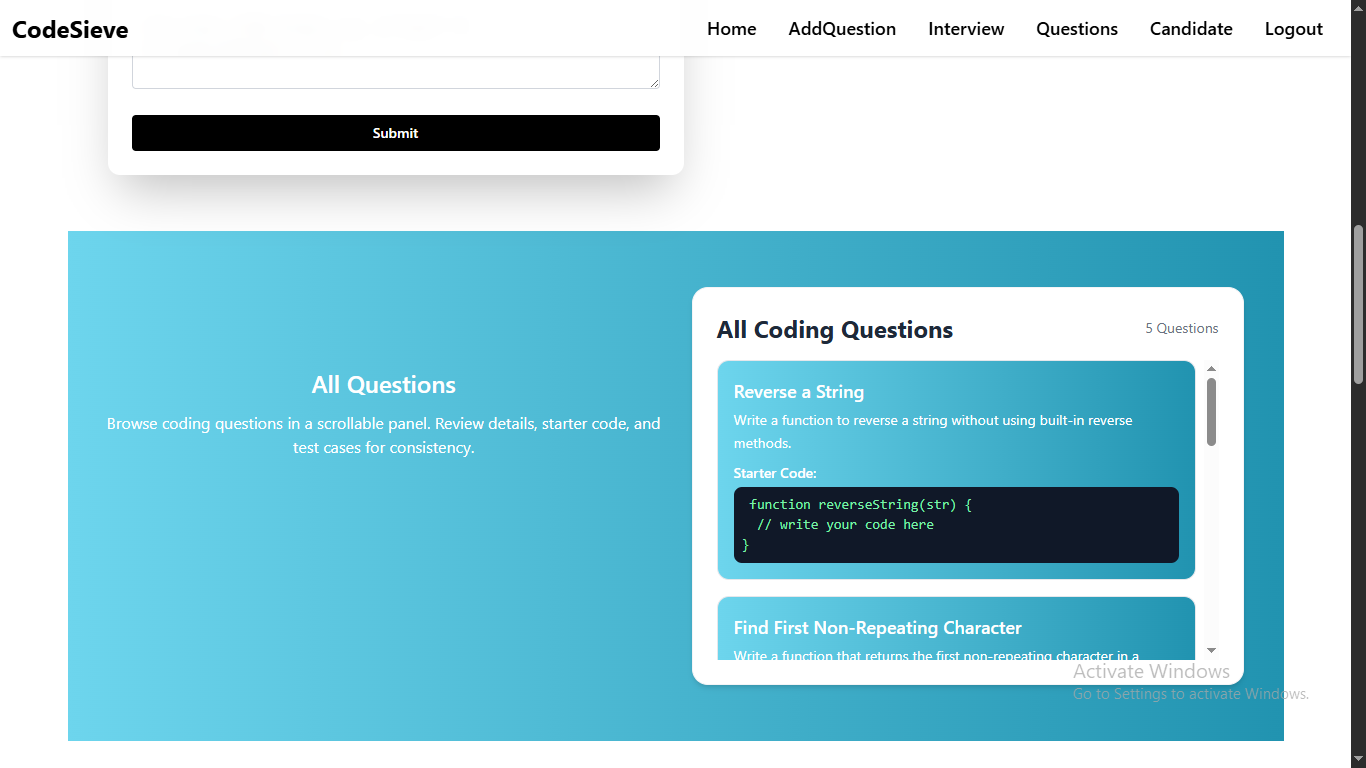 CodeSieve
Home AddQuestion Interview Questions Candidate Logout
Submit
All Questions
Browse coding questions in a scrollable panel. Review details, starter code, and
test cases for consistency.
All Coding Questions
5 Questions
Reverse a String
Write a function to reverse a string without using built-in reverse
methods.
Starter Code:
function reverseString(str) {
// write your code here
}
Find First Non-Repeating Character
Write a function that returns the first non-repeating character in a
Activate Windows
Go to Settings to activate Windows.